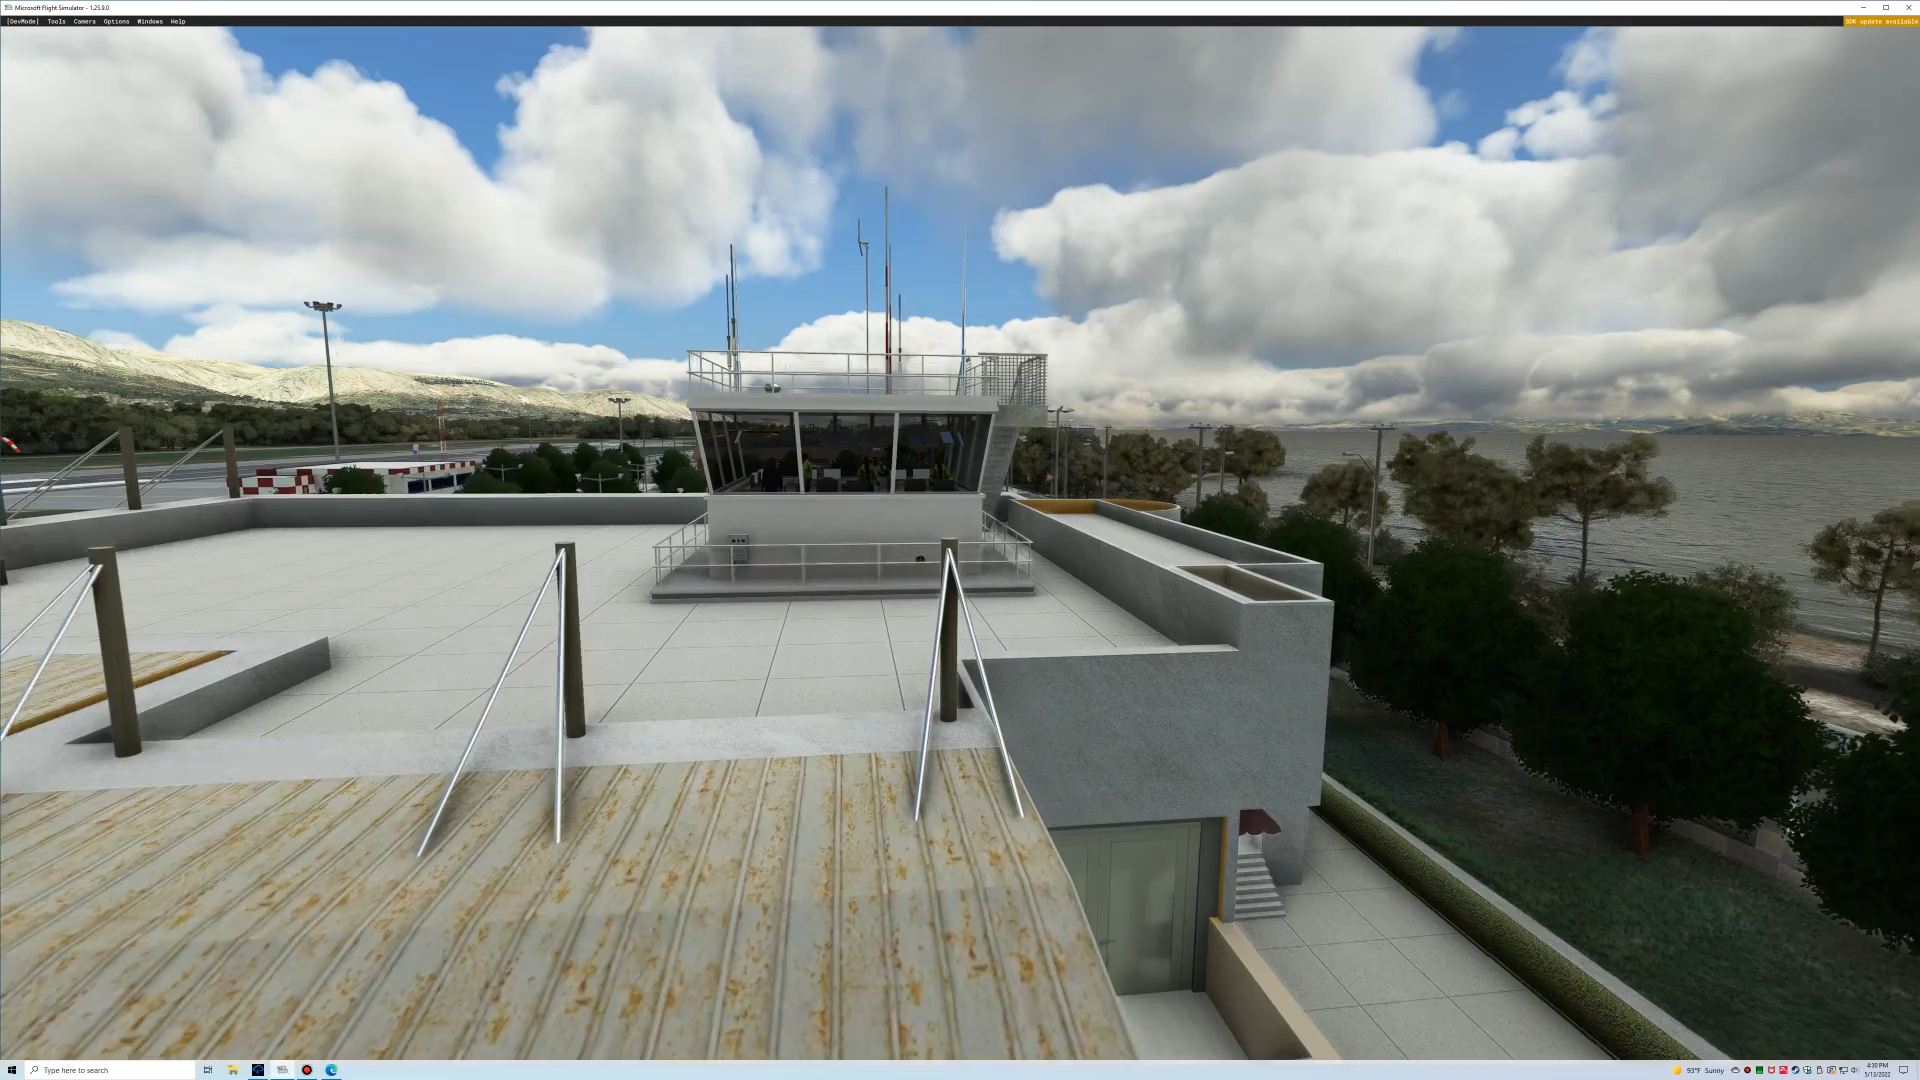 Microsoft Flight Simulator - 1.25.9.0
[DevMode] Tools Camera Options Windows Help
SDK update available
Type here to search
93°F Sunny
4:30 PM
5/13/2022